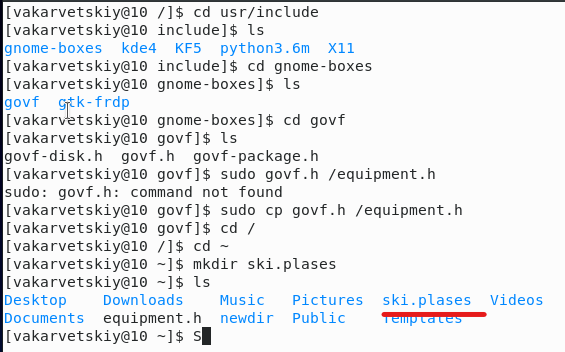 [vakarvetskiy@10 /]$ cd usr/include
[vakarvetskiy@10 include]$ ls
gnome-boxes  kde4  KF5  python3.6m  X11
[vakarvetskiy@10 include]$ cd gnome-boxes
[vakarvetskiy@10 gnome-boxes]$ ls
govf  gtk-frdp
[vakarvetskiy@10 gnome-boxes]$ cd govf
[vakarvetskiy@10 govf]$ ls
govf-disk.h  govf.h  govf-package.h
[vakarvetskiy@10 govf]$ sudo govf.h /equipment.h
sudo: govf.h: command not found
[vakarvetskiy@10 govf]$ sudo cp govf.h /equipment.h
[vakarvetskiy@10 govf]$ cd /
[vakarvetskiy@10 /]$ cd ~
[vakarvetskiy@10 ~]$ mkdir ski.plases
[vakarvetskiy@10 ~]$ ls
Desktop    Downloads    Music   Pictures  ski.plases  Videos
Documents  equipment.h  newdir  Public    Templates
[vakarvetskiy@10 ~]$ S